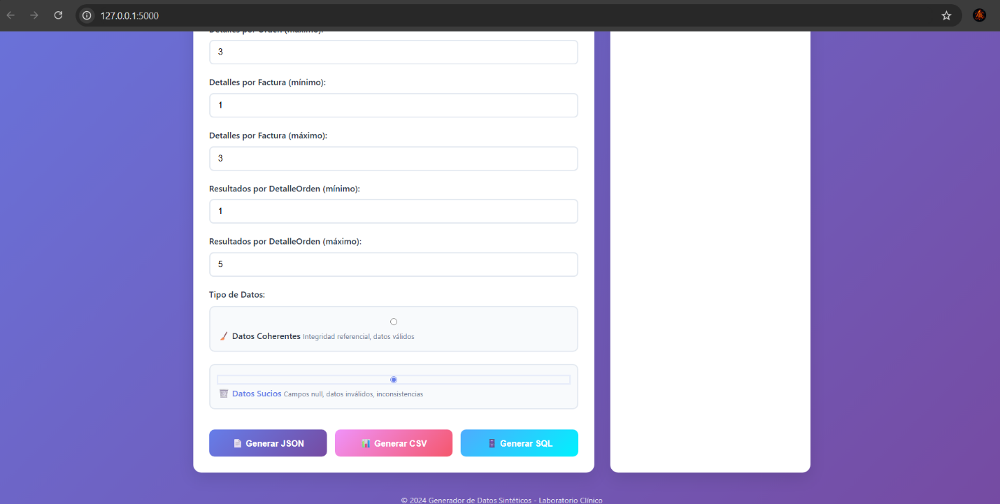 127.0.0.1:5000
Detalles por Orden (máximo):
3
Detalles por Factura (mínimo):
1
Detalles por Factura (máximo):
3
Resultados por DetalleOrden (mínimo):
1
Resultados por DetalleOrden (máximo):
5
Tipo de Datos:
Datos Coherentes Integridad referencial, datos válidos
Datos Sucios Campos null, datos inválidos, inconsistencias
Generar JSON
Generar CSV
Generar SQL
© 2024 Generador de Datos Sintéticos - Laboratorio Clínico